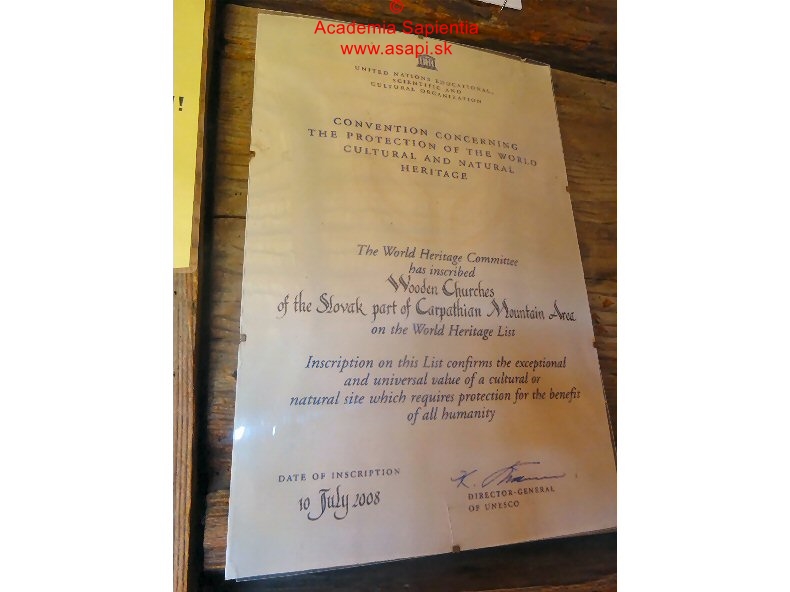 ©
Academia Sapientia
www.asapi.sk
!
UNITED NATIONS EDUCATIONAL,
SCIENTIFIC AND
CULTURAL ORGANIZATION
CONVENTION CONCERNING
THE PROTECTION OF THE WORLD
CULTURAL AND NATURAL
HERITAGE
The World Heritage Committee
has inscribed
Wooden Churches
of the Slovak part of Carpathian Mountain Area
on the World Heritage List
Inscription on this List confirms the exceptional
and universal value of a cultural or
natural site which requires protection for the benefit
of all humanity
DATE OF INSCRIPTION
10 July 2008
DIRECTOR-GENERAL
OF UNESCO